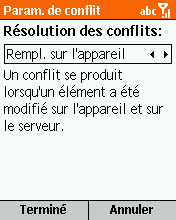 Param. de conflit abc
Résolution des conflits:
Rempl. sur l'appareil
Un conflit se produit
lorsqu'un élément a été
modifié sur l'appareil et sur
le serveur.
Terminé Annuler